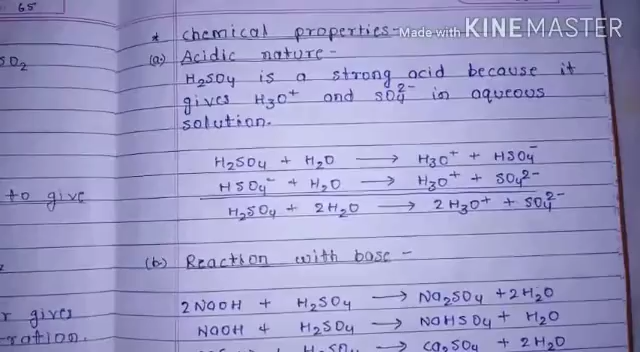 65
* Chemical properties-
Made with KINEMASTER
SO2
(a) Acidic nature-
H2SO4 is a strong acid because it
gives H3O+ and SO4^2- in aqueous
solution.
H2SO4 + H2O → H3O+ + HSO4^-
HSO4^- + H2O → H3O+ + SO4^2-
to give
H2SO4 + 2H2O → 2H3O+ + SO4^2-
(b) Reaction with base-
2NaOH + H2SO4 → Na2SO4 + 2H2O
r gives
NaOH + H2SO4 → NaHSO4 + H2O
ration.
H2SO4 → CaSO4 + 2H2O